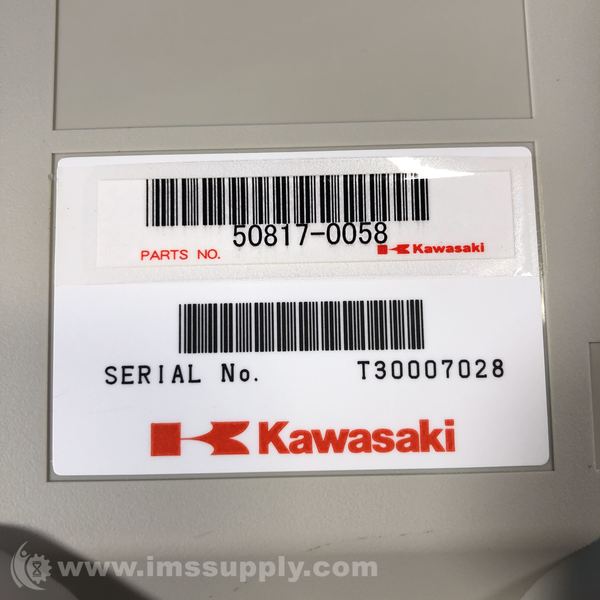 50817-0058
PARTS NO. Kawasaki
SERIAL No. T30007028
Kawasaki
www.imssupply.com